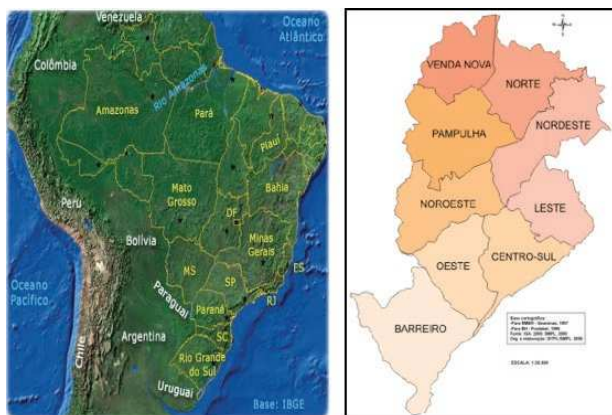 Venezuela
Oceano
Atlântico
Colômbia
Rio Amazonas
Amazonas
Pará
Piauí
Peru
Mato
Grosso
Bahia
DF
Bolívia
Minas
Gerais
MS
ES
SP
RJ
Paraguai
Paraná
Oceano
Pacífico
SC
Chile
Argentina
Rio Grande
do Sul
Uruguai
Base: IBGE
VENDA NOVA
NORTE
NORDESTE
PAMPULHA
NOROESTE
LESTE
OESTE
CENTRO-SUL
BARREIRO
Base cartográfica: